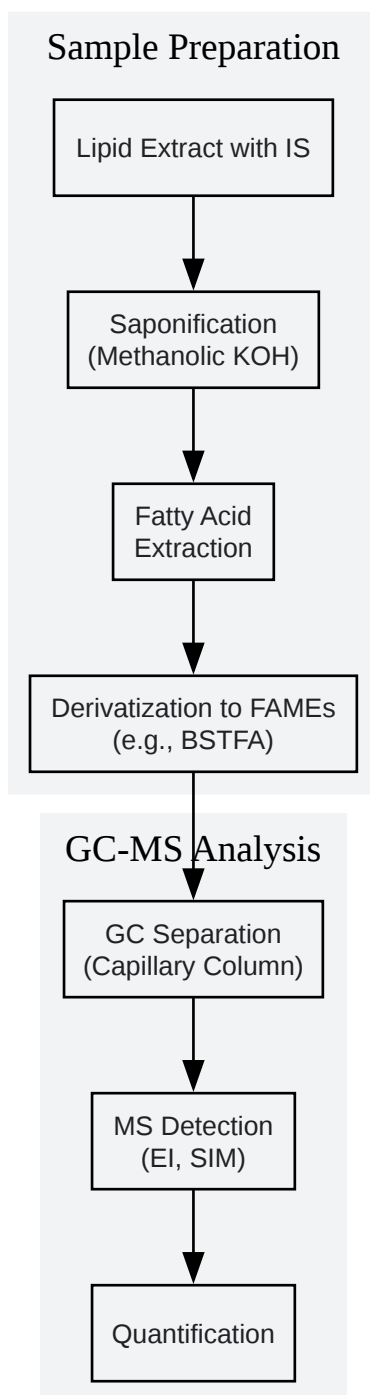 Sample Preparation
Lipid Extract with IS
Saponification
(Methanolic KOH)
Fatty Acid
Extraction
Derivatization to FAMEs
(e.g., BSTFA)
GC-MS Analysis
GC Separation
(Capillary Column)
MS Detection
(EI, SIM)
Quantification